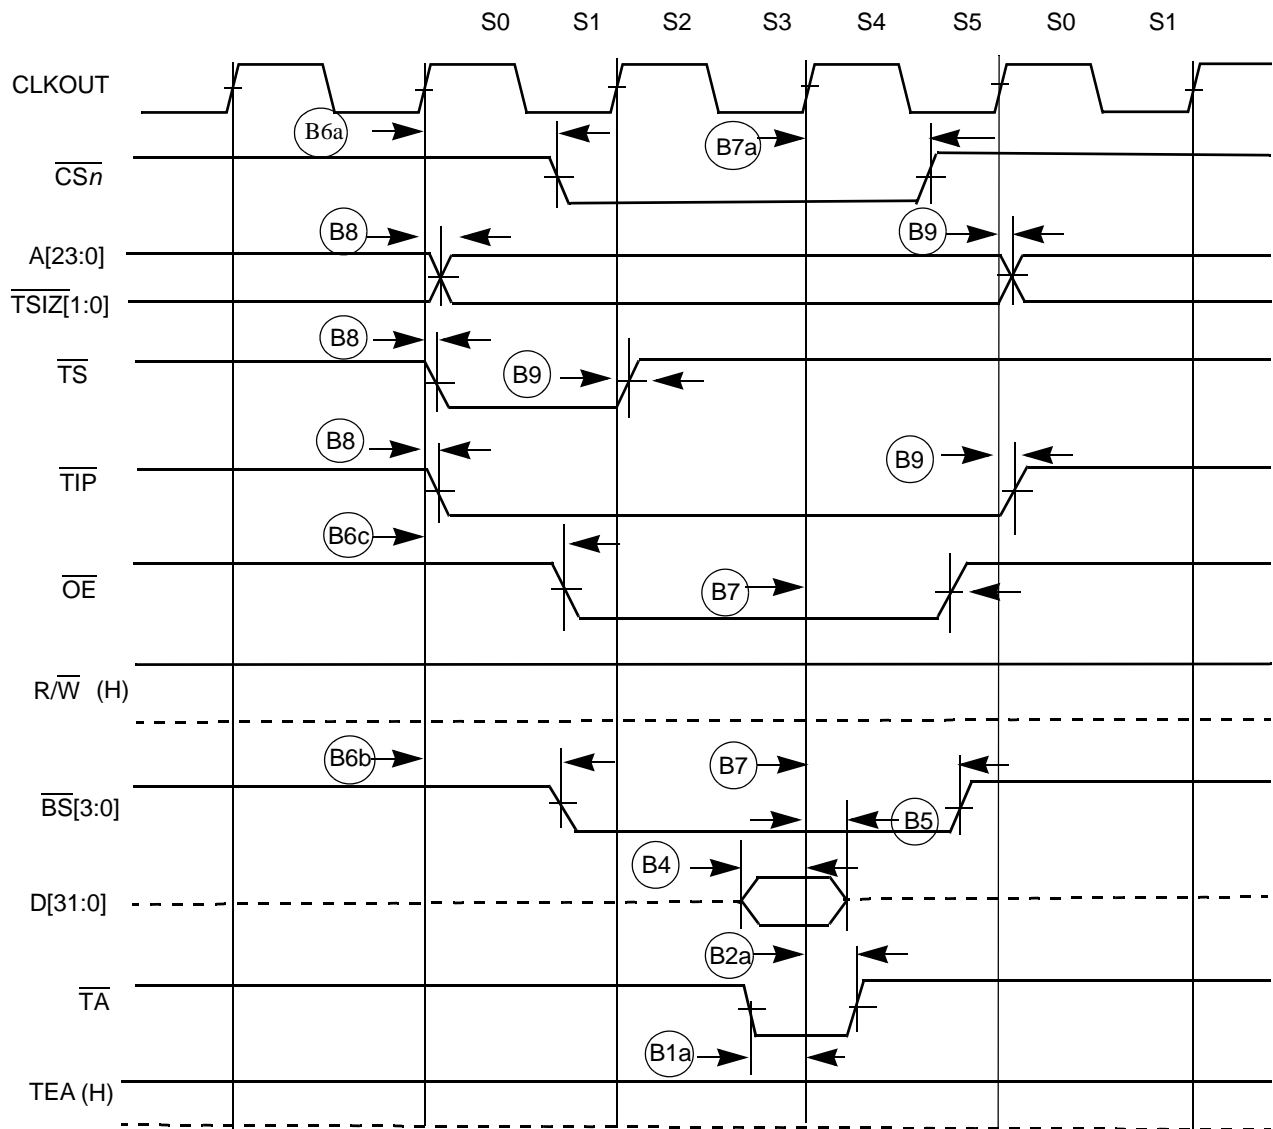 S0 S1 S2 S3 S4 S5 S0 S1
CLKOUT
B6a B7a
CSn
B8 B9
A[23:0]
TSIZ[1:0]
B8
TS B9
B8 B9
TIP
B6c
OE B7
R/W (H)
B6b B7
BS[3:0] B5
B4
D[31:0]
B2a
TA
B1a
TEA (H)